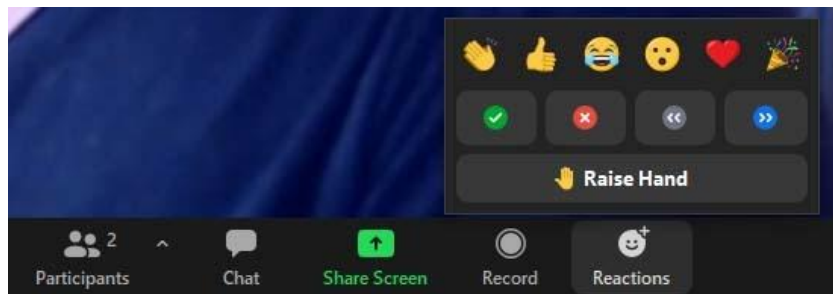 Raise Hand
2
Participants
Chat
Share Screen
Record
Reactions